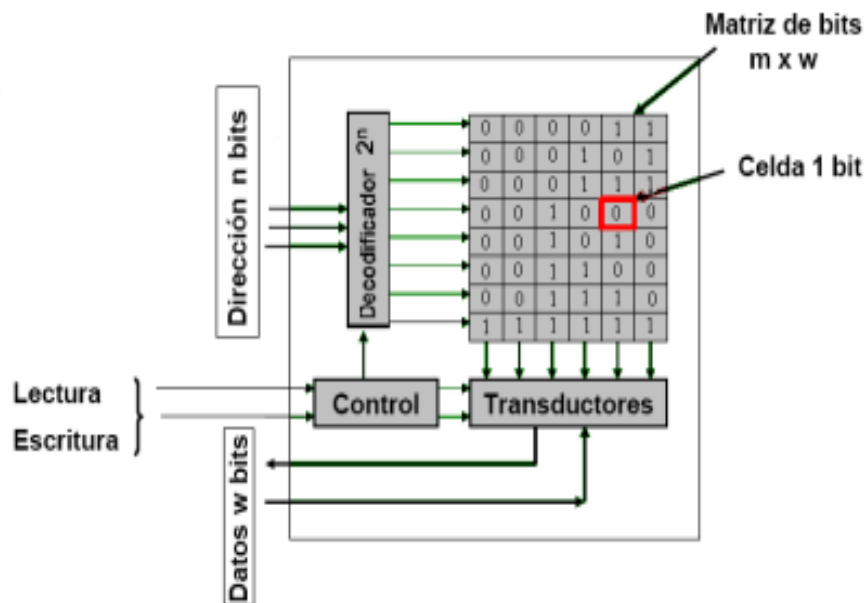 Matriz de bits
m x w
Dirección n bits
Decodificador 2ⁿ
0 0 0 0 1 1
0 0 0 1 0 1
0 0 0 1 1 1
Celda 1 bit
0 0 1 0 0 0
0 0 1 0 1 0
0 0 1 1 0 0
0 0 1 1 1 0
1 1 1 1 1 1
Lectura
Escritura
Control
Transductores
Datos w bits